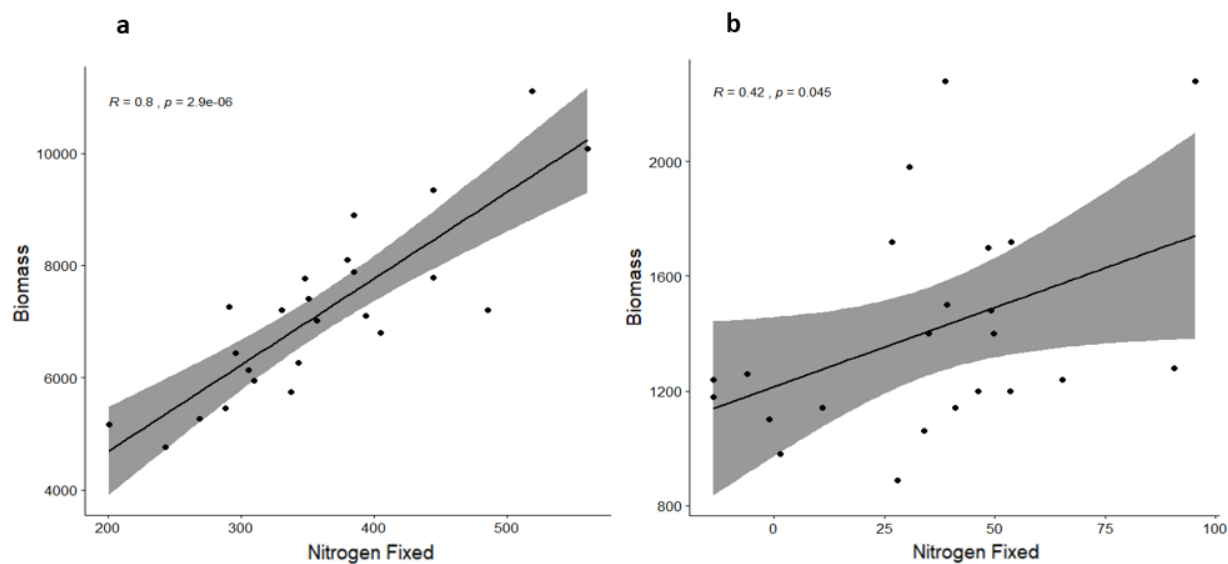 a
R = 0.8 , p = 2.9e-06
10000
8000
6000
4000
Biomass
200
300
400
500
Nitrogen Fixed
b
R = 0.42 , p = 0.045
2000
1600
1200
800
Biomass
0
25
50
75
100
Nitrogen Fixed